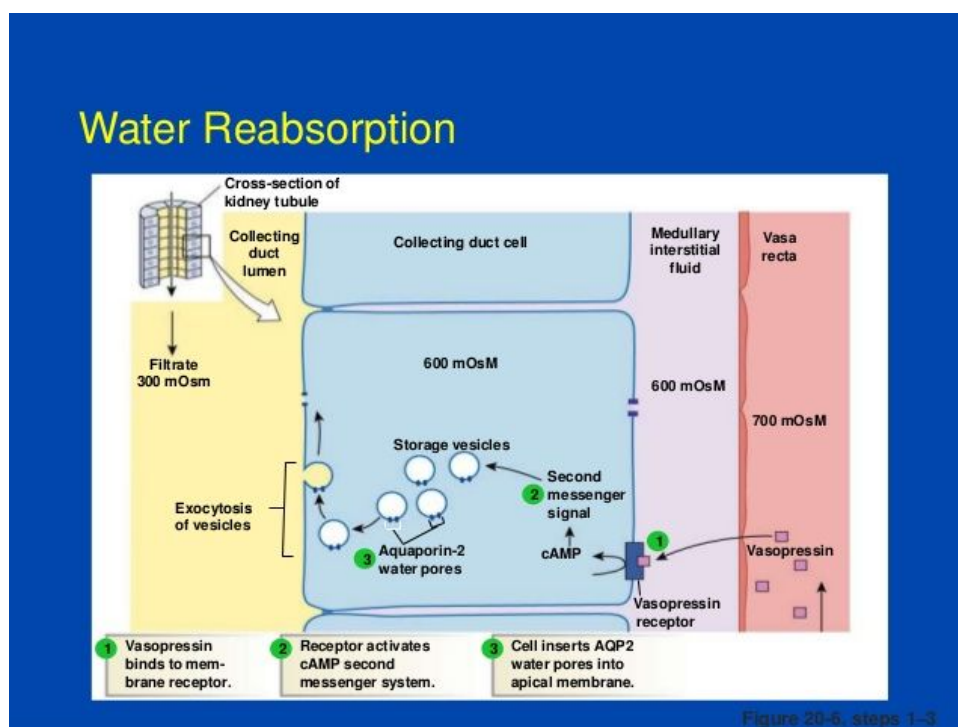 Water Reabsorption
Cross-section of
kidney tubule
Collecting
duct
lumen
Collecting duct cell
Medullary
interstitial
fluid
Vasa
recta
Filtrate
300 mOsm
600 mOsM
600 mOsM
700 mOsM
Storage vesicles
Exocytosis
of vesicles
2
Second
messenger
signal
3
Aquaporin-2
water pores
cAMP
1
Vasopressin
Vasopressin
receptor
1 Vasopressin
binds to mem-
brane receptor.
2 Receptor activates
cAMP second
messenger system.
3 Cell inserts AQP2
water pores into
apical membrane.
Figure 20-6, steps 1–3